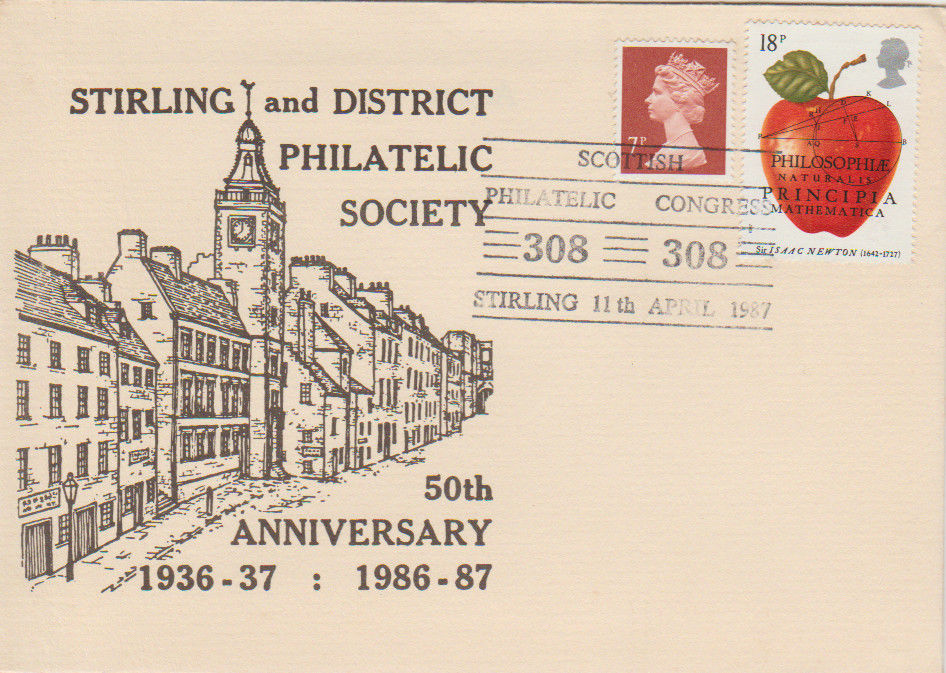 STIRLING and DISTRICT
PHILATELIC
SOCIETY
50th
ANNIVERSARY
1936-37 : 1986-87
7P
18P
K
D
L
P
A Q
S
B
PHILOSOPHIÆ
NATURALIS
PRINCIPIA
MATHEMATICA
Sir ISAAC NEWTON (1642-1727)
SCOTTISH
PHILATELIC CONGRESS
308 308
STIRLING 11th APRIL 1987